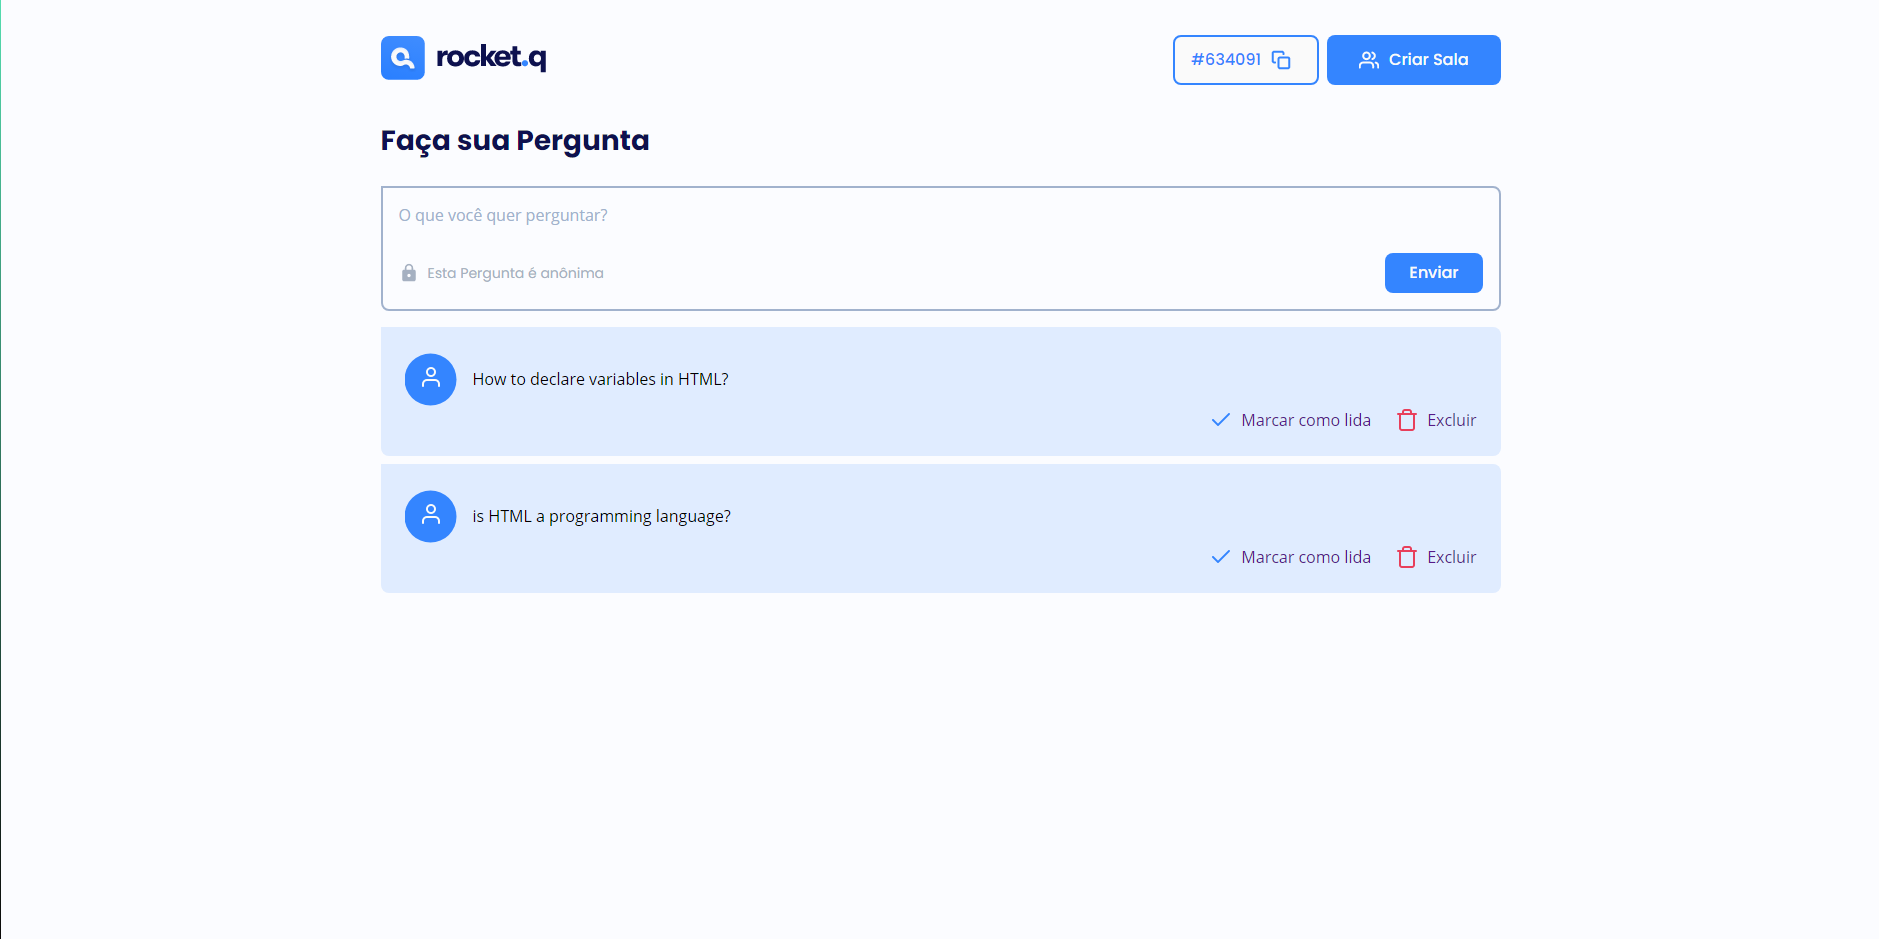 rocket.q
#634091
Criar Sala
Faça sua Pergunta
O que você quer perguntar?
Esta Pergunta é anônima
Enviar
How to declare variables in HTML?
Marcar como lida
Excluir
is HTML a programming language?
Marcar como lida
Excluir